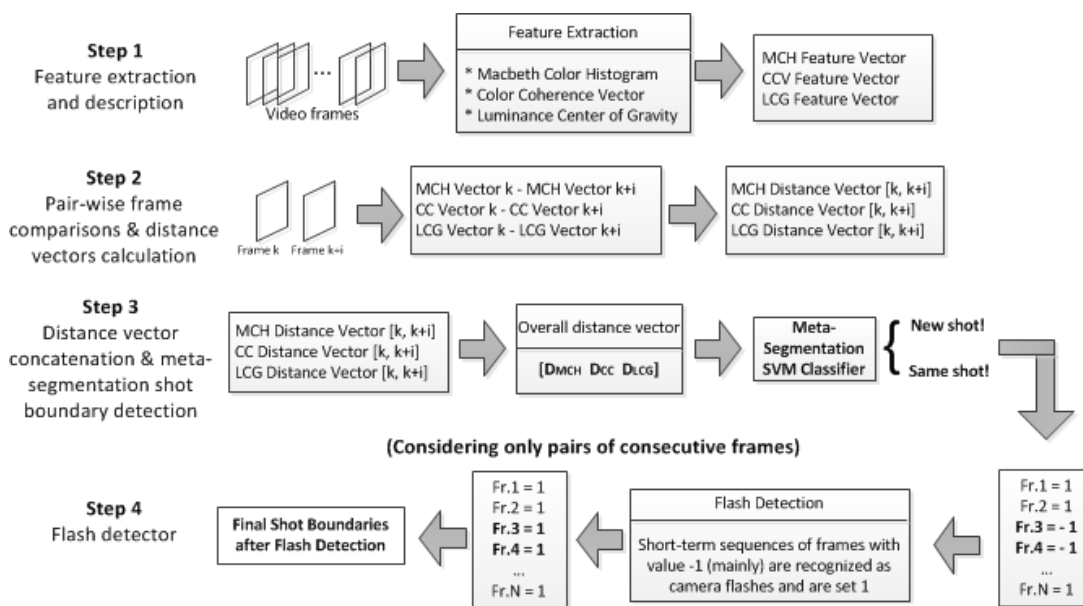 Step 1
Feature extraction
and description
...
Video frames
Feature Extraction
* Macbeth Color Histogram
* Color Coherence Vector
* Luminance Center of Gravity
MCH Feature Vector
CCV Feature Vector
LCG Feature Vector
Step 2
Pair-wise frame
comparisons & distance
vectors calculation
Frame k
Frame k+i
MCH Vector k - MCH Vector k+i
CC Vector k - CC Vector k+i
LCG Vector k - LCG Vector k+i
MCH Distance Vector [k, k+i]
CC Distance Vector [k, k+i]
LCG Distance Vector [k, k+i]
Step 3
Distance vector
concatenation & meta-
segmentation shot
boundary detection
MCH Distance Vector [k, k+i]
CC Distance Vector [k, k+i]
LCG Distance Vector [k, k+i]
Overall distance vector
[DMCH DCC DLCG]
Meta-
Segmentation
SVM Classifier
{
New shot!
Same shot!
(Considering only pairs of consecutive frames)
Step 4
Flash detector
Final Shot Boundaries
after Flash Detection
Fr.1 = 1
Fr.2 = 1
Fr.3 = 1
Fr.4 = 1
...
Fr.N = 1
Flash Detection
Short-term sequences of frames with
value -1 (mainly) are recognized as
camera flashes and are set 1
Fr.1 = 1
Fr.2 = 1
Fr.3 = - 1
Fr.4 = - 1
...
Fr.N = 1